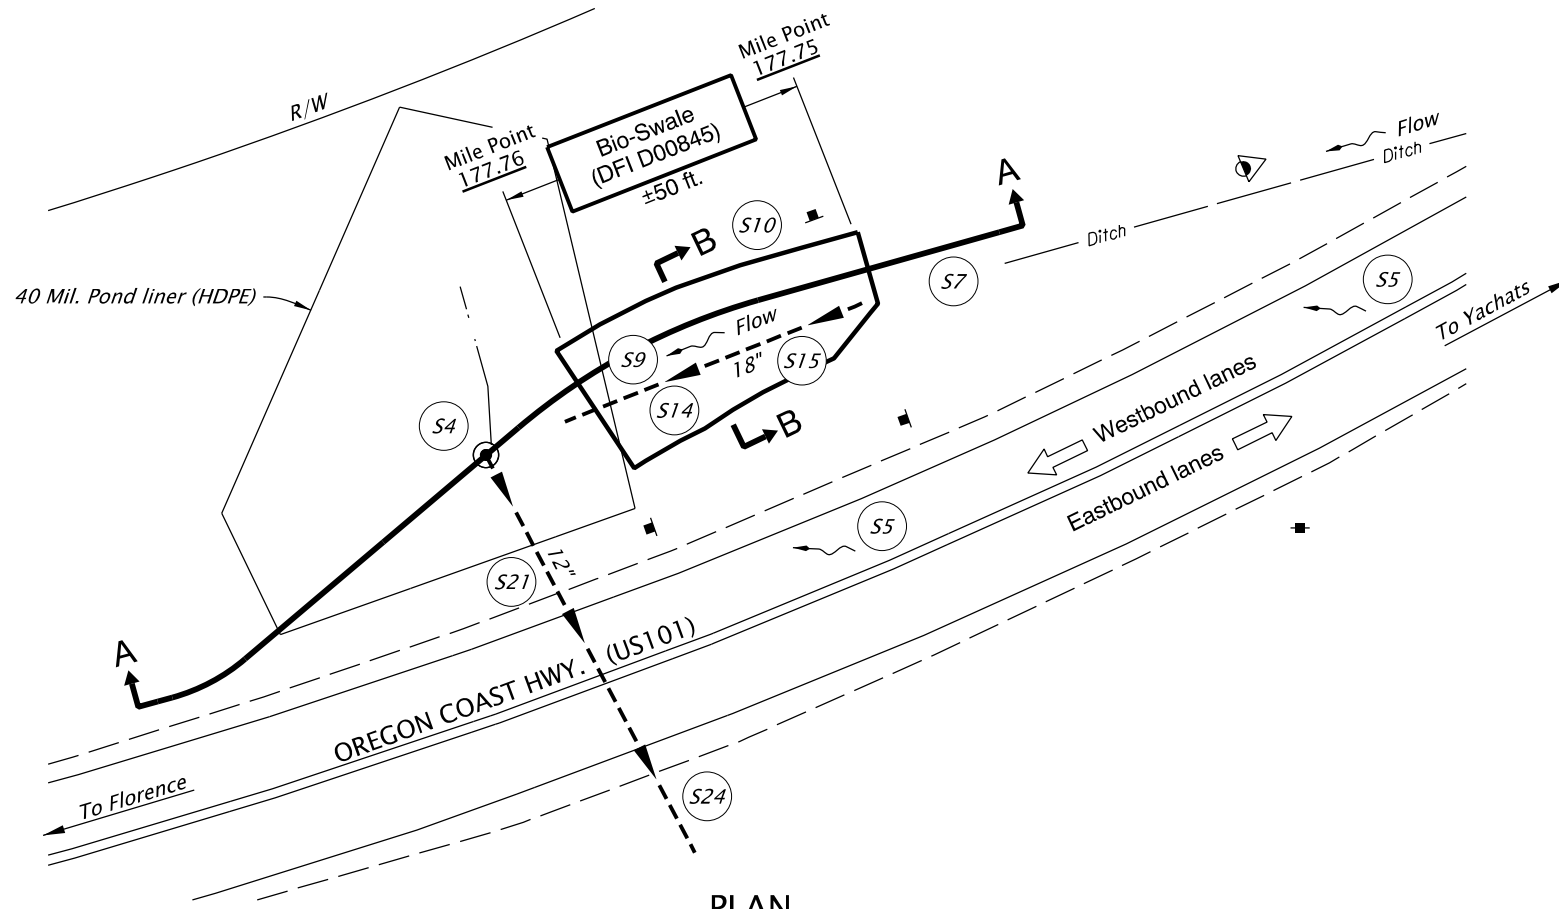 Mile Point
177.75
R/W
Bio-Swale
(DFI D00845)
±50 ft.
Mile Point
177.76
Flow
Ditch
A
B
S10
Ditch
S7
S5
40 Mil. Pond liner (HDPE)
To Yachats
Flow
S9
18"
S15
S14
S4
B
Westbound lanes
Eastbound lanes
S5
12"
S21
A
OREGON COAST HWY. (US101)
To Florence
S24
PLAN